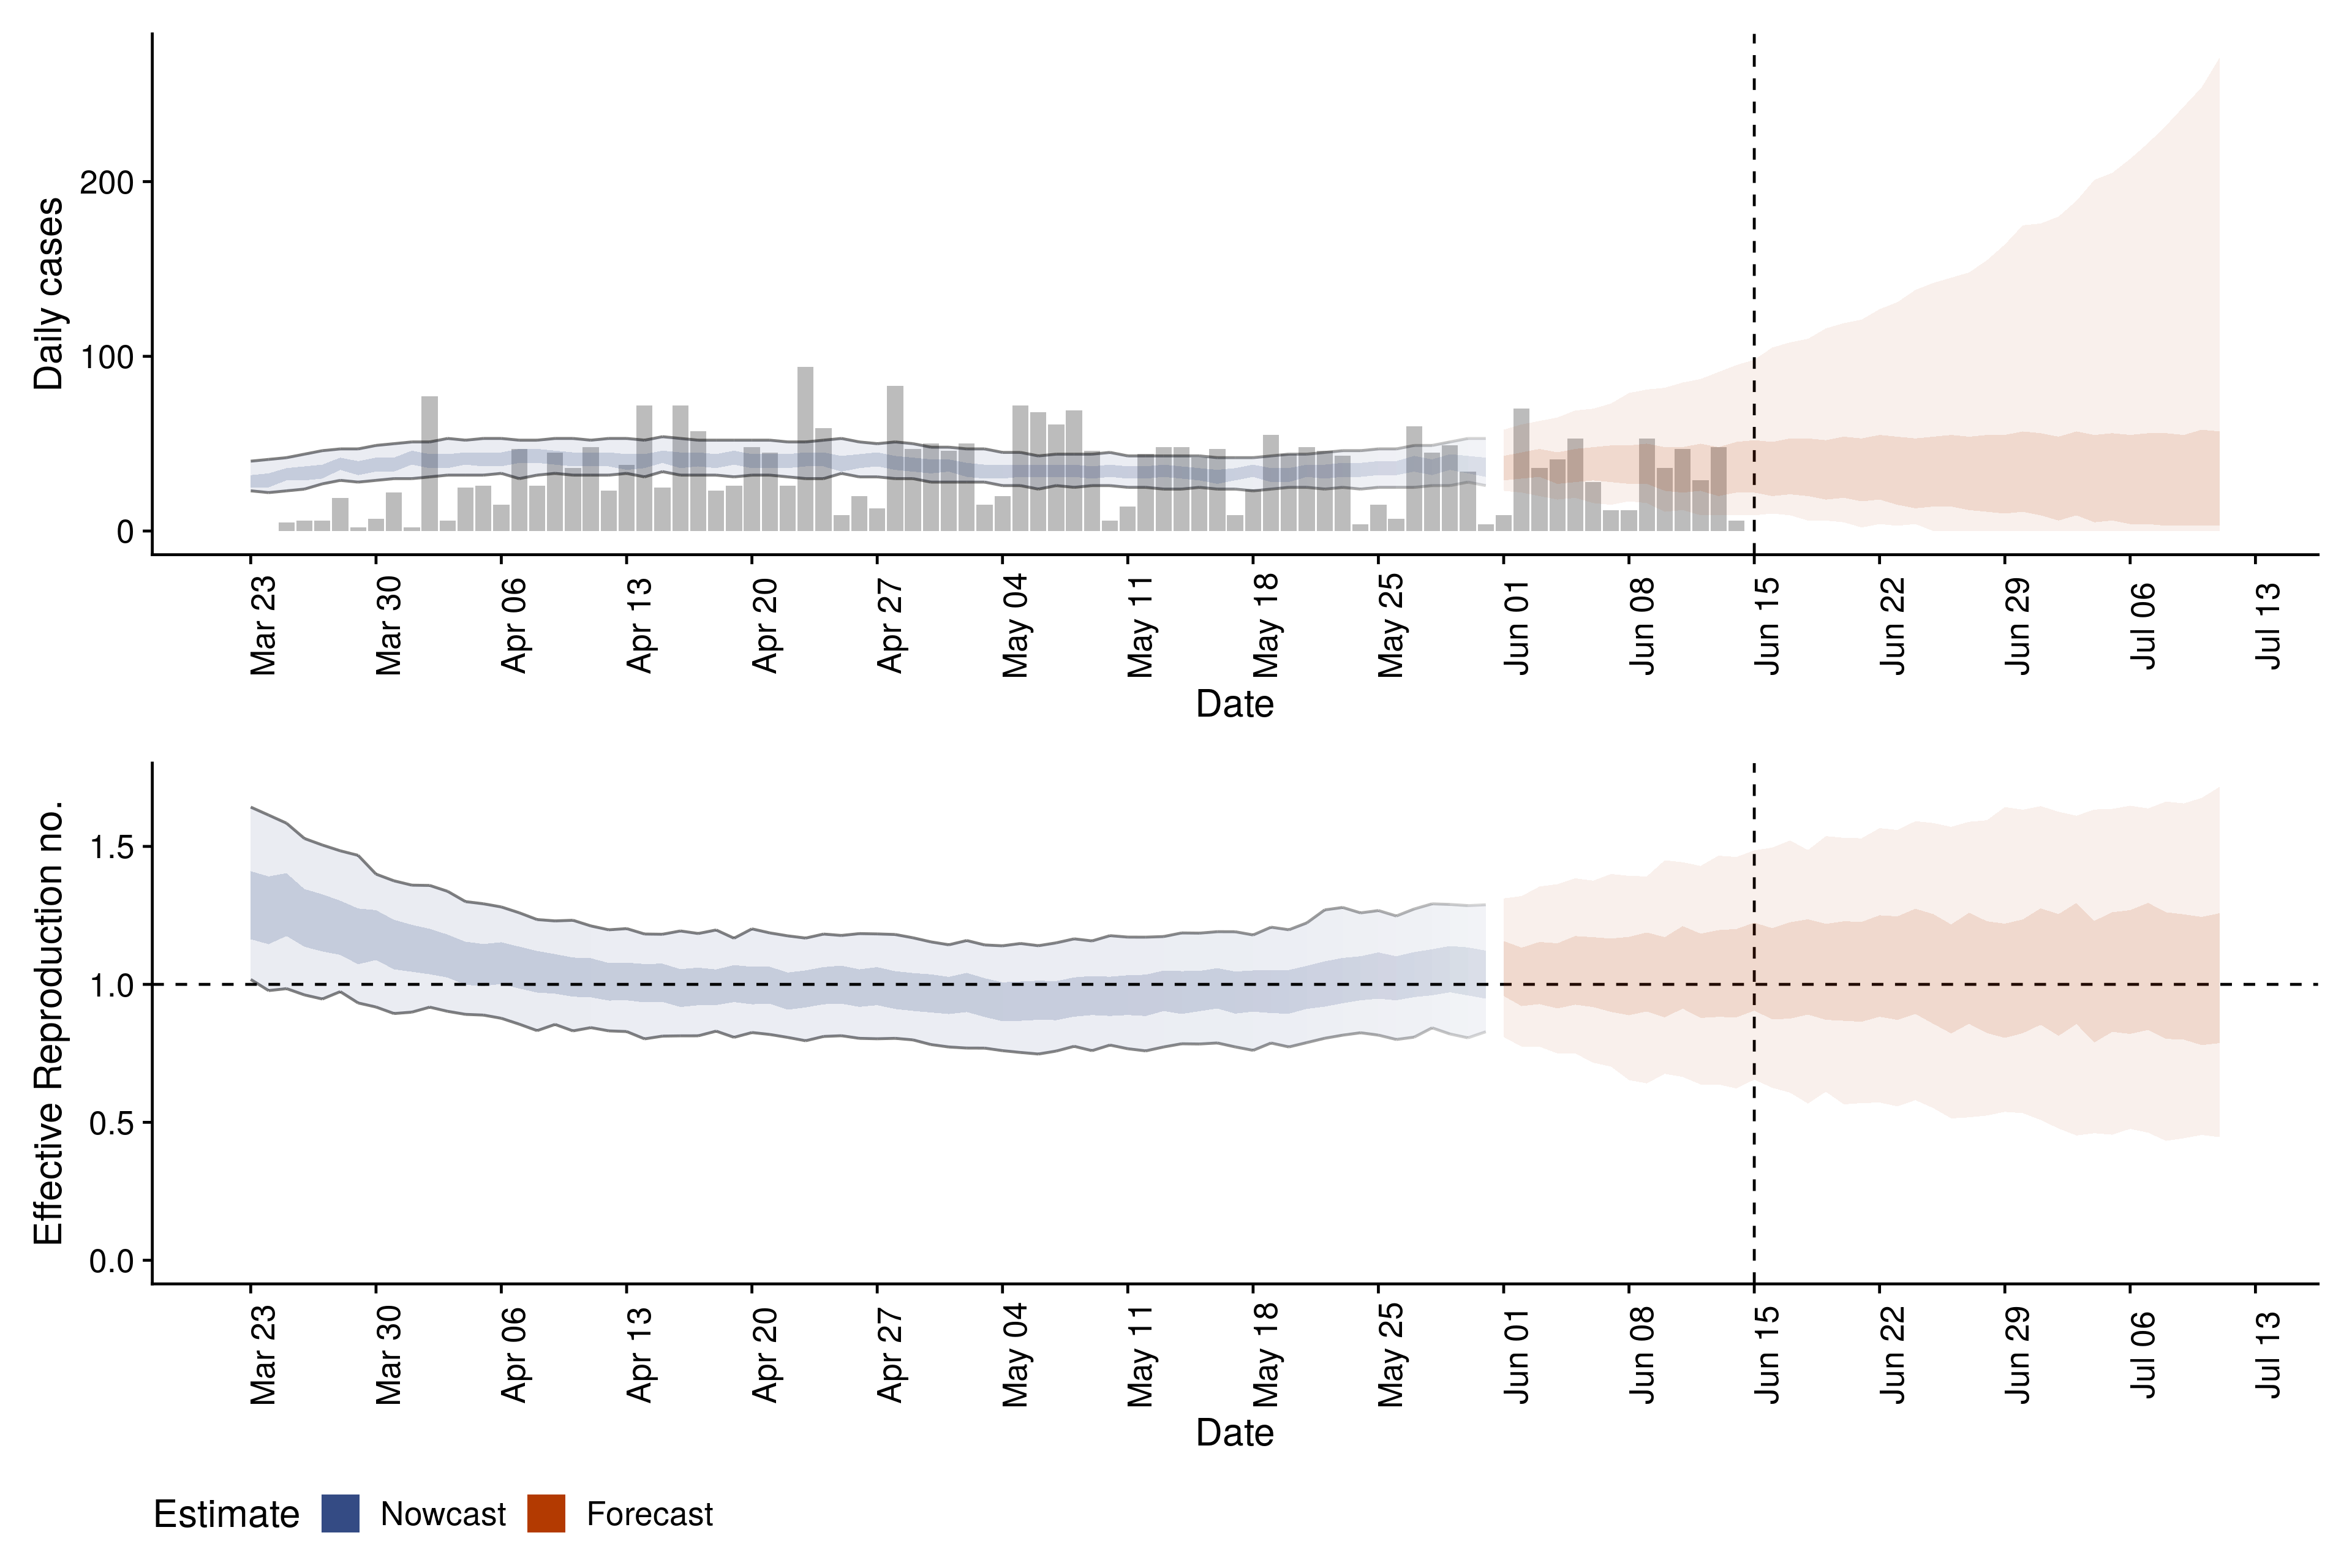 Daily cases
200
100
0
Mar 23
Mar 30
Apr 06
Apr 13
Apr 20
Apr 27
May 04
May 11
May 18
May 25
Jun 01
Jun 08
Jun 15
Jun 22
Jun 29
Jul 06
Jul 13
Date
Effective Reproduction no.
1.5
1.0
0.5
0.0
Mar 23
Mar 30
Apr 06
Apr 13
Apr 20
Apr 27
May 04
May 11
May 18
May 25
Jun 01
Jun 08
Jun 15
Jun 22
Jun 29
Jul 06
Jul 13
Date
Estimate Nowcast Forecast